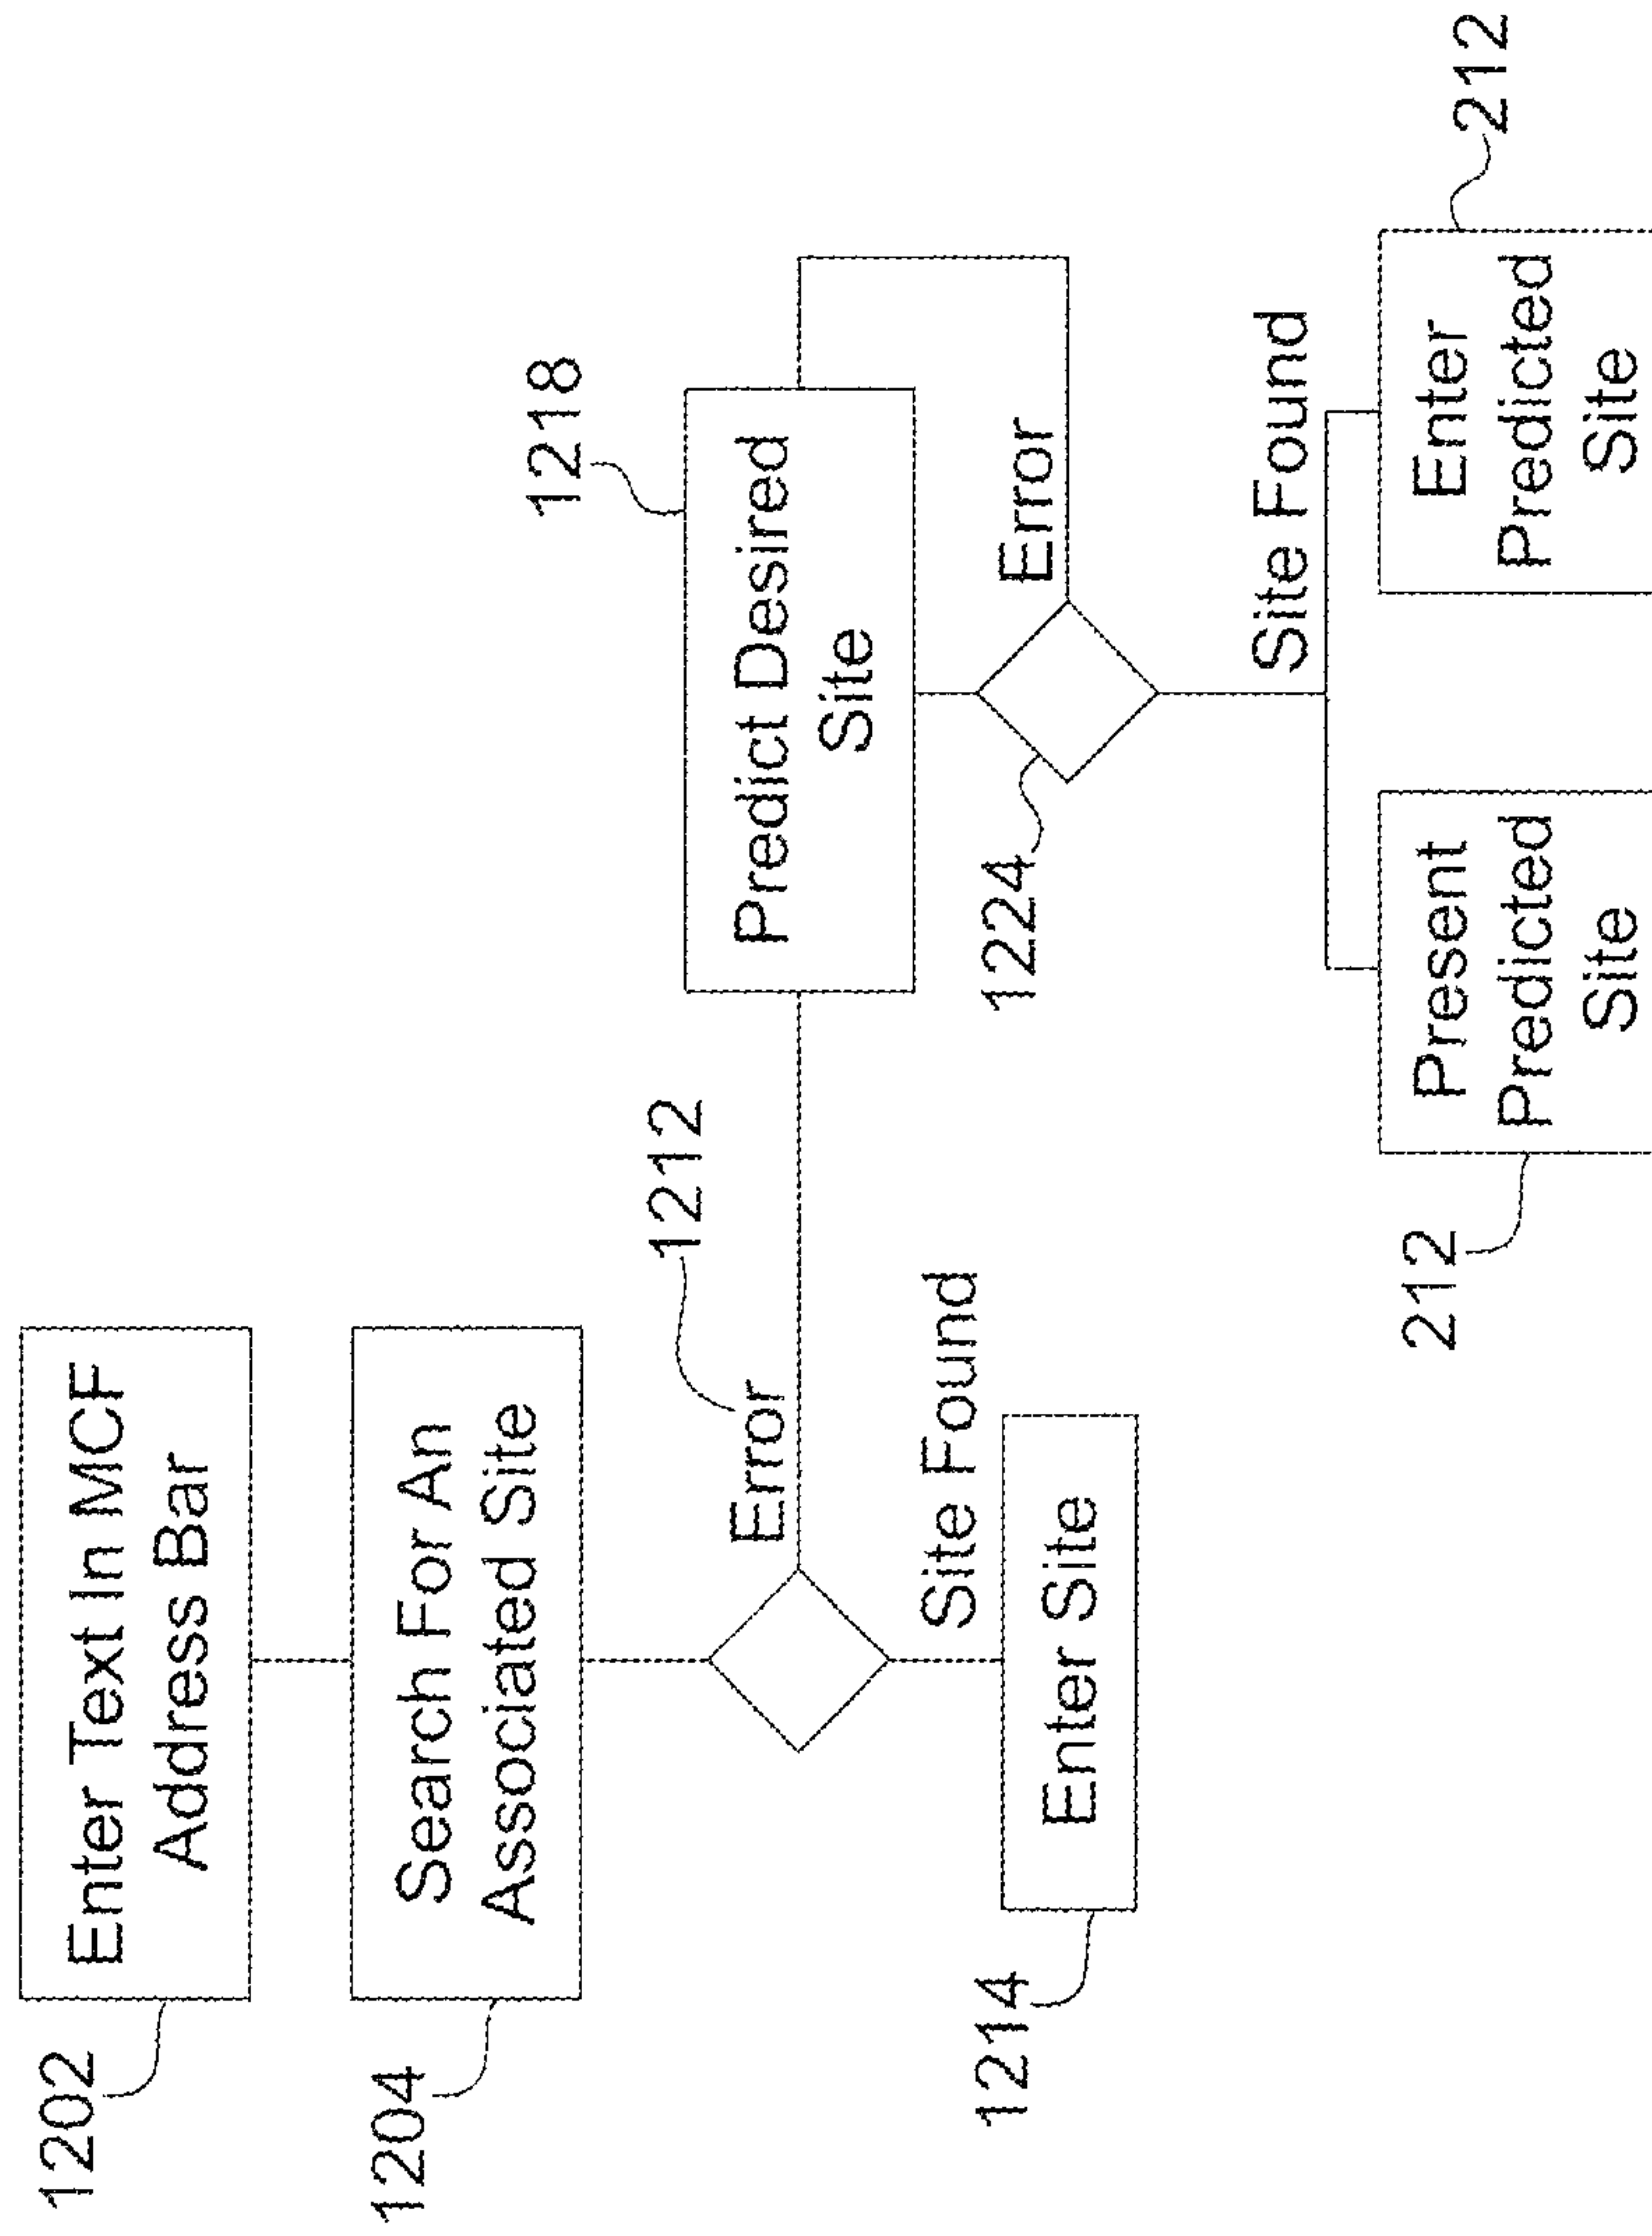 1202
Enter Text In MCF
Address Bar
1204
Search For An
Associated Site
Error
1212
Site Found
1214
Enter Site
1218
Predict Desired
Site
1224
Error
Site Found
212
Present
Predicted
Site
Enter
Predicted
Site
212